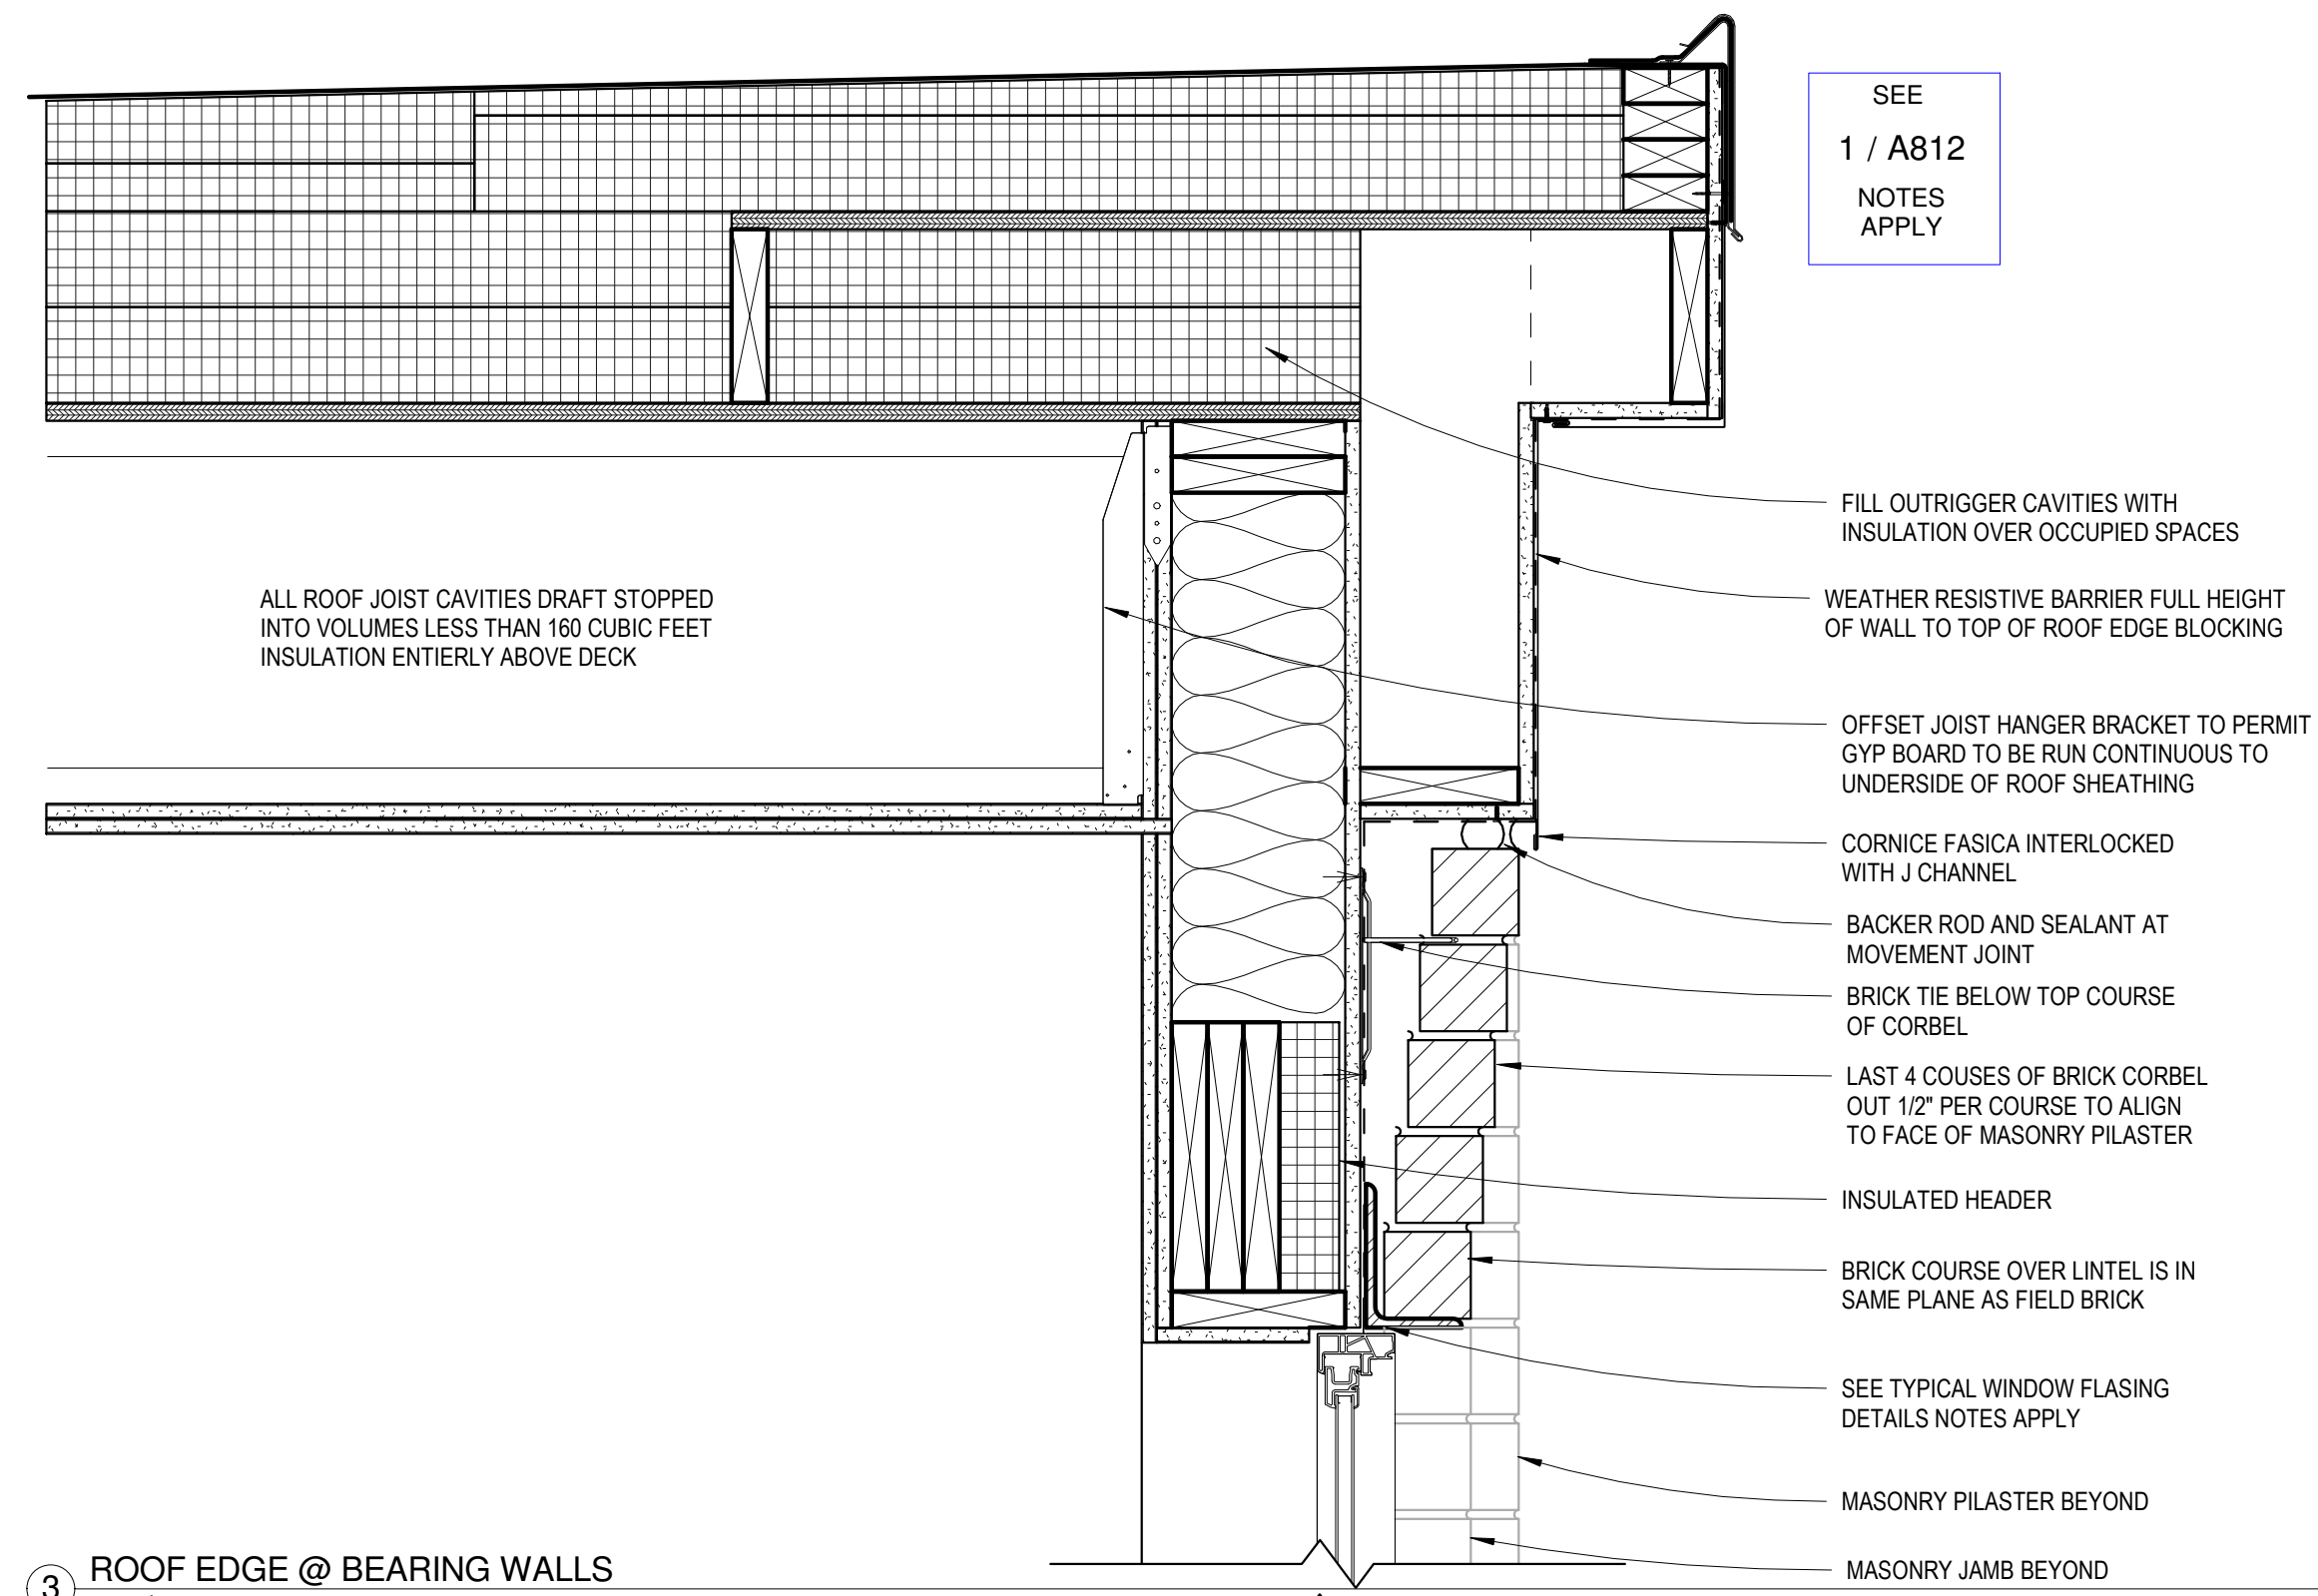 SEE
1 / A812
NOTES
APPLY
FILL OUTRIGGER CAVITIES WITH
INSULATION OVER OCCUPIED SPACES
WEATHER RESISTIVE BARRIER FULL HEIGHT
OF WALL TO TOP OF ROOF EDGE BLOCKING
ALL ROOF JOIST CAVITIES DRAFT STOPPED
INTO VOLUMES LESS THAN 160 CUBIC FEET
INSULATION ENTIERLY ABOVE DECK
OFFSET JOIST HANGER BRACKET TO PERMIT
GYP BOARD TO BE RUN CONTINUOUS TO
UNDERSIDE OF ROOF SHEATHING
CORNICE FASICA INTERLOCKED
WITH J CHANNEL
BACKER ROD AND SEALANT AT
MOVEMENT JOINT
BRICK TIE BELOW TOP COURSE
OF CORBEL
LAST 4 COUSES OF BRICK CORBEL
OUT 1/2" PER COURSE TO ALIGN
TO FACE OF MASONRY PILASTER
INSULATED HEADER
BRICK COURSE OVER LINTEL IS IN
SAME PLANE AS FIELD BRICK
SEE TYPICAL WINDOW FLASING
DETAILS NOTES APPLY
MASONRY PILASTER BEYOND
MASONRY JAMB BEYOND
3 ROOF EDGE @ BEARING WALLS